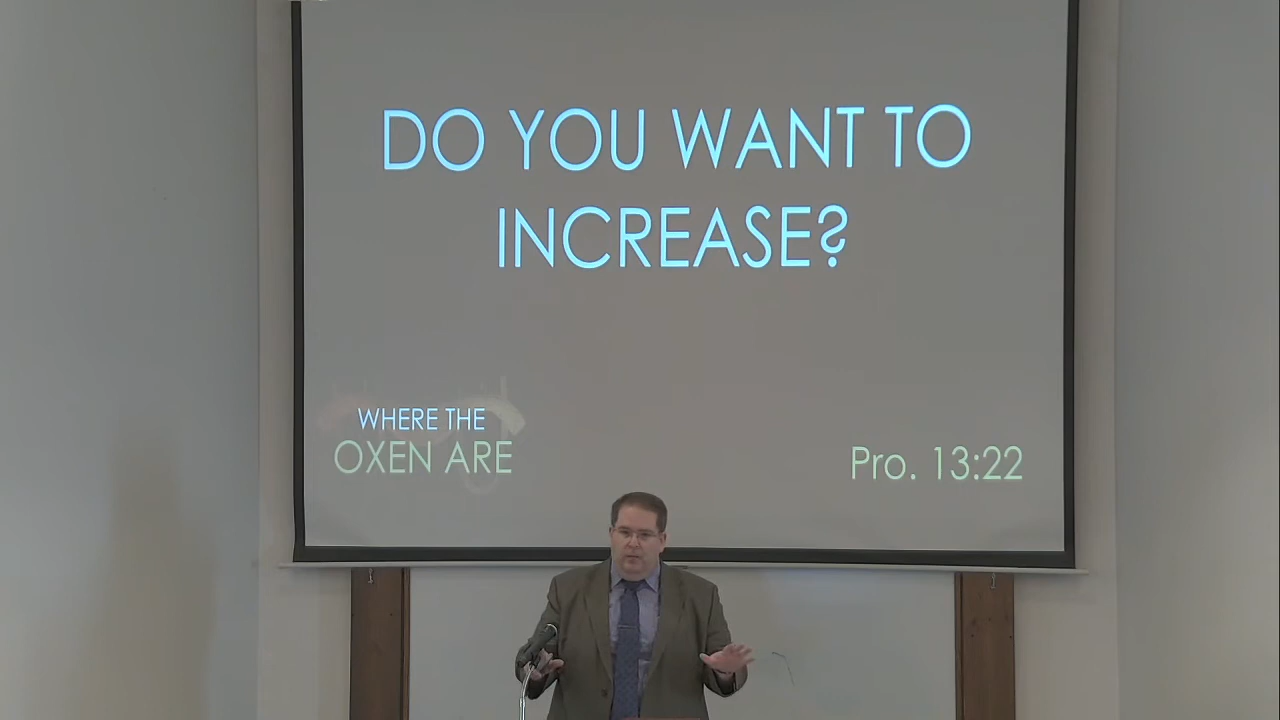 DO YOU WANT TO
INCREASE?
WHERE THE
OXEN ARE
Pro. 13:22